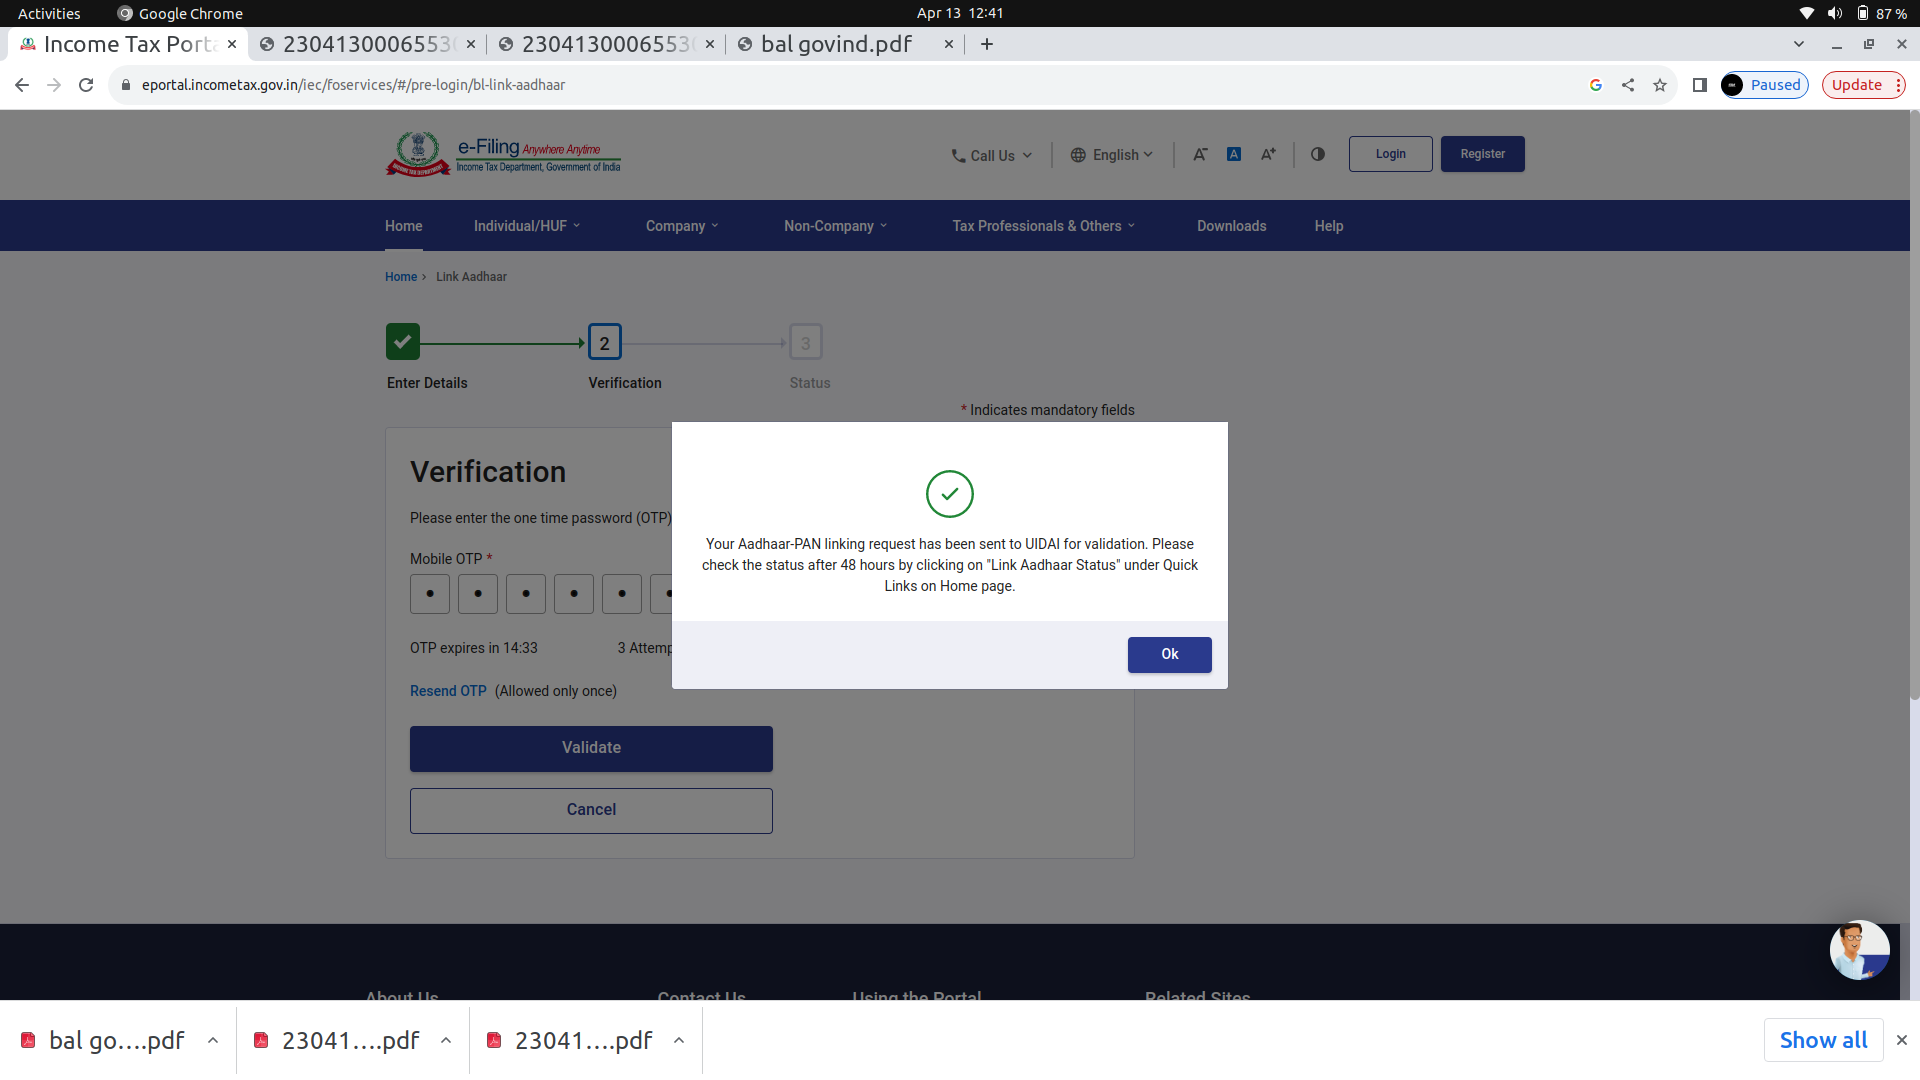 Activities Google Chrome Apr 13 12:41 87 %
Income Tax Port 23041300065530 23041300065530 bal govind.pdf
eportal.incometax.gov.in/iec/foservices/#/pre-login/bl-link-aadhaar Paused Update
e-Filing Anywhere Anytime
Income Tax Department, Government of India
Call Us English A- A A+ Login Register
Home Individual/HUF Company Non-Company Tax Professionals & Others Downloads Help
Home > Link Aadhaar
2 3
Enter Details Verification Status
* Indicates mandatory fields
Verification
Please enter the one time password (OTP)
Mobile OTP *
OTP expires in 14:33 3 Attemp
Resend OTP (Allowed only once)
Validate
Cancel
Your Aadhaar-PAN linking request has been sent to UIDAI for validation. Please
check the status after 48 hours by clicking on "Link Aadhaar Status" under Quick
Links on Home page.
Ok
About Us Contact Us Using the Portal Related Sites
bal go....pdf 23041....pdf 23041....pdf Show all